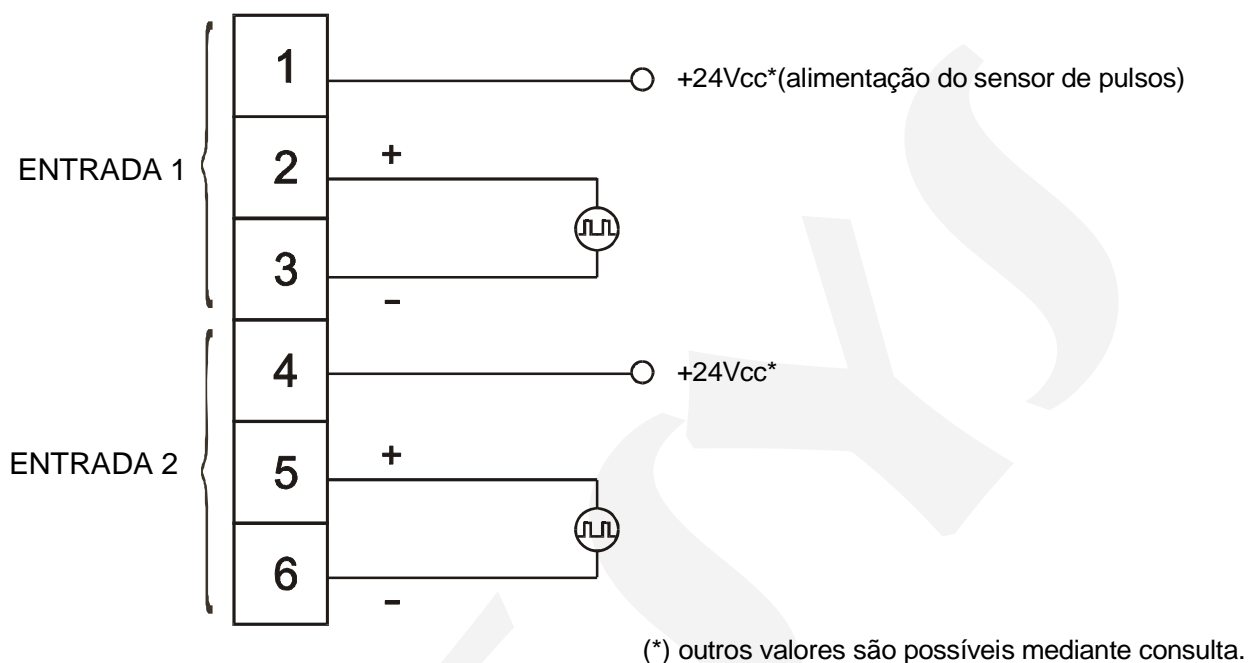 1
+24Vcc*(alimentação do sensor de pulsos)
ENTRADA 1
2
+
3
-
4
+24Vcc*
ENTRADA 2
5
+
6
-
(*) outros valores são possíveis mediante consulta.